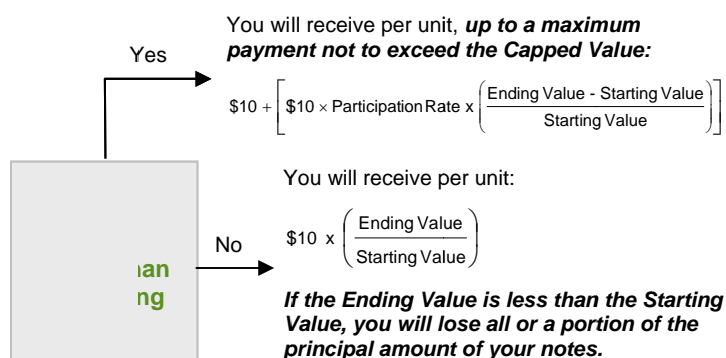 You will receive per unit, up to a maximum
payment not to exceed the Capped Value:
Yes
$10 + [ $10 × Participation Rate x ( Ending Value - Starting Value / Starting Value ) ]
You will receive per unit:
No
$10 x ( Ending Value / Starting Value )
If the Ending Value is less than the Starting
Value, you will lose all or a portion of the
principal amount of your notes.